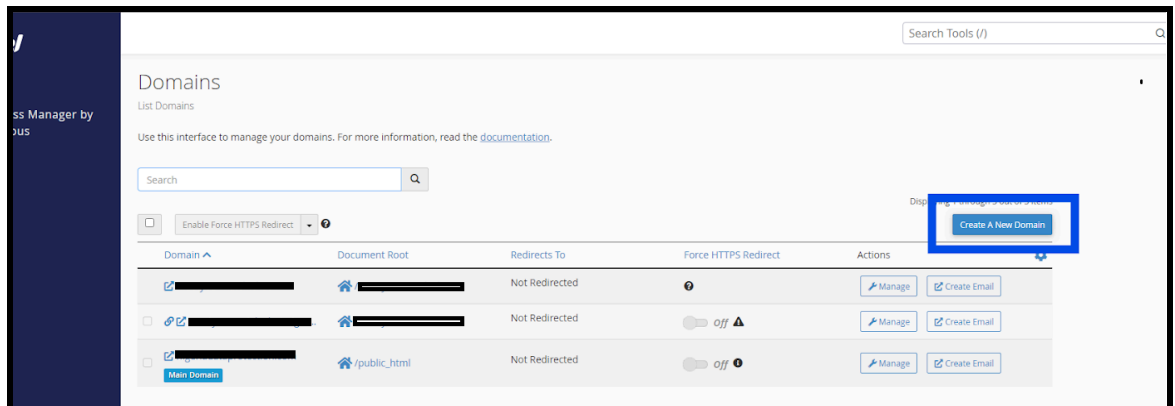 Search Tools (/)
ss Manager by
Domains
List Domains
Use this interface to manage your domains. For more information, read the documentation.
Search
Enable Force HTTPS Redirect
Create A New Domain
Domain Document Root Redirects To Force HTTPS Redirect Actions
Not Redirected Manage Create Email
Not Redirected Off Manage Create Email
/public_html Not Redirected Off Manage Create Email
Main Domain